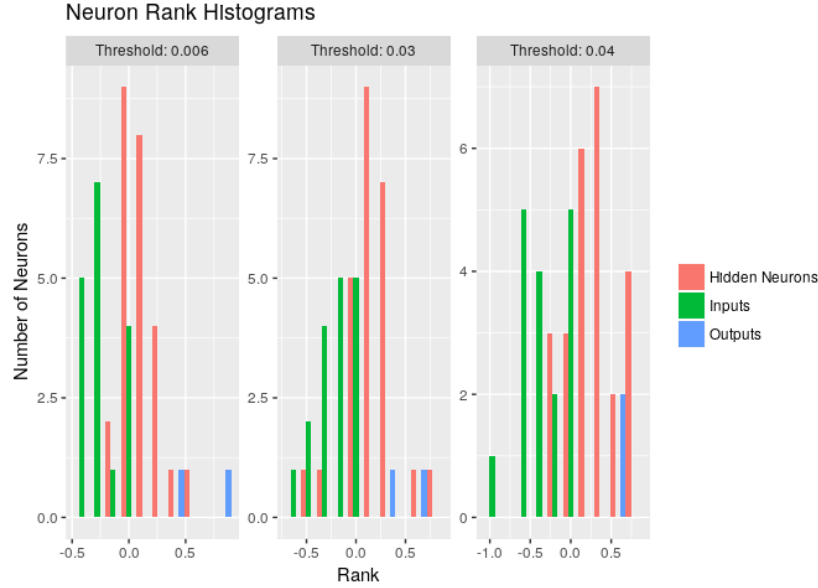 Neuron Rank Histograms
Threshold: 0.006
Threshold: 0.03
Threshold: 0.04
Number of Neurons
7.5
5.0
2.5
0.0
7.5
5.0
2.5
0.0
6
4
2
0
-0.5 0.0 0.5
-0.5 0.0 0.5
-1.0 -0.5 0.0 0.5
Rank
Hidden Neurons
Inputs
Outputs